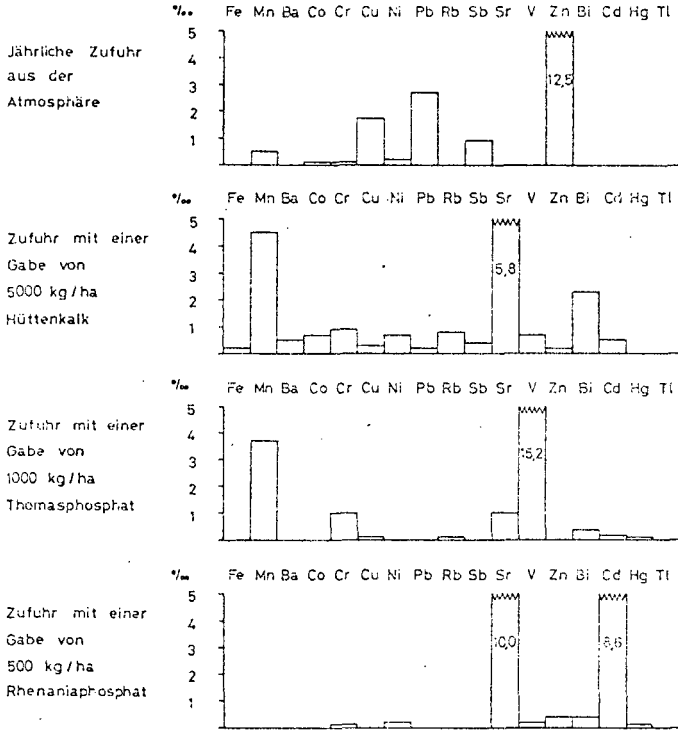 ‰ Fe Mn Ba Co Cr Cu Ni Pb Rb Sb Sr V Zn Bi Cd Hg Tl
Jährliche Zufuhr
aus der
Atmosphäre
5
4
3
2
1
12,5
‰ Fe Mn Ba Co Cr Cu Ni Pb Rb Sb Sr V Zn Bi Cd Hg Tl
Zufuhr mit einer
Gabe von
5000 kg/ha
Hüttenkalk
5
4
3
2
1
5,8
‰ Fe Mn Ba Co Cr Cu Ni Pb Rb Sb Sr V Zn Bi Cd Hg Tl
Zufuhr mit einer
Gabe von
1000 kg/ha
Thomasphosphat
5
4
3
2
1
15,2
‰ Fe Mn Ba Co Cr Cu Ni Pb Rb Sb Sr V Zn Bi Cd Hg Tl
Zufuhr mit einer
Gabe von
500 kg/ha
Rhenaniaphosphat
5
4
3
2
1
10,0
8,6